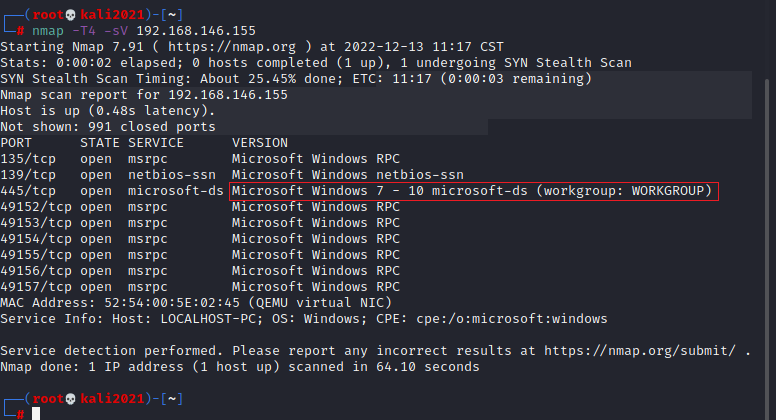 ┌──(root💀kali2021)-[~]
└─# nmap -T4 -sV 192.168.146.155
Starting Nmap 7.91 ( https://nmap.org ) at 2022-12-13 11:17 CST
Stats: 0:00:02 elapsed; 0 hosts completed (1 up), 1 undergoing SYN Stealth Scan
SYN Stealth Scan Timing: About 25.45% done; ETC: 11:17 (0:00:03 remaining)
Nmap scan report for 192.168.146.155
Host is up (0.48s latency).
Not shown: 991 closed ports
PORT      STATE SERVICE      VERSION
135/tcp   open  msrpc        Microsoft Windows RPC
139/tcp   open  netbios-ssn  Microsoft Windows netbios-ssn
445/tcp   open  microsoft-ds Microsoft Windows 7 - 10 microsoft-ds (workgroup: WORKGROUP)
49152/tcp open  msrpc        Microsoft Windows RPC
49153/tcp open  msrpc        Microsoft Windows RPC
49154/tcp open  msrpc        Microsoft Windows RPC
49155/tcp open  msrpc        Microsoft Windows RPC
49156/tcp open  msrpc        Microsoft Windows RPC
49157/tcp open  msrpc        Microsoft Windows RPC
MAC Address: 52:54:00:5E:02:45 (QEMU virtual NIC)
Service Info: Host: LOCALHOST-PC; OS: Windows; CPE: cpe:/o:microsoft:windows

Service detection performed. Please report any incorrect results at https://nmap.org/submit/ .
Nmap done: 1 IP address (1 host up) scanned in 64.10 seconds

┌──(root💀kali2021)-[~]
└─#